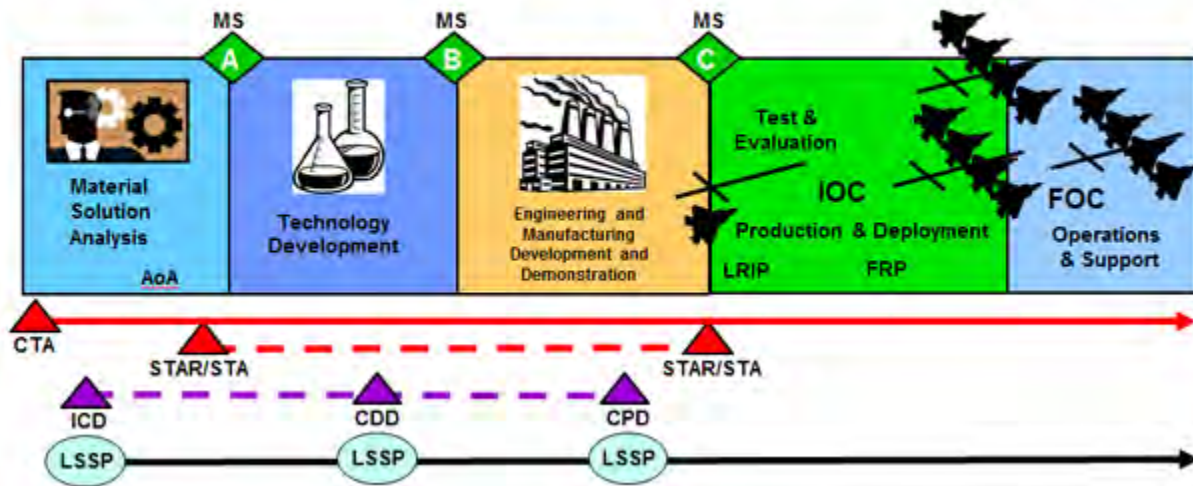 MS
MS
MS
A
B
C
Material
Solution
Analysis
AoA
Technology
Development
Engineering and
Manufacturing
Development and
Demonstration
Test &
Evaluation
IOC
Production & Deployment
LRIP
FRP
FOC
Operations
& Support
CTA
STAR/STA
STAR/STA
ICD
CDD
CPD
LSSP
LSSP
LSSP